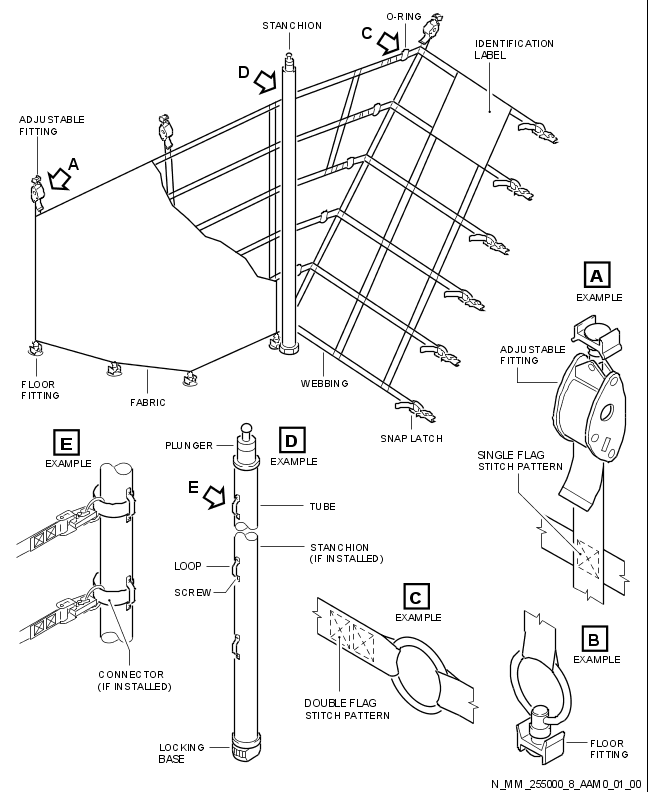 STANCHION
O-RING
C
IDENTIFICATION
LABEL
D
ADJUSTABLE
FITTING
A
A
EXAMPLE
ADJUSTABLE
FITTING
FLOOR
FITTING
FABRIC
WEBBING
SNAP LATCH
E
EXAMPLE
PLUNGER
D
EXAMPLE
SINGLE FLAG
STITCH PATTERN
E
TUBE
STANCHION
(IF INSTALLED)
LOOP
SCREW
C
EXAMPLE
B
EXAMPLE
CONNECTOR
(IF INSTALLED)
DOUBLE FLAG
STITCH PATTERN
LOCKING
BASE
FLOOR
FITTING
N_MM_255000_8_AAM0_01_00